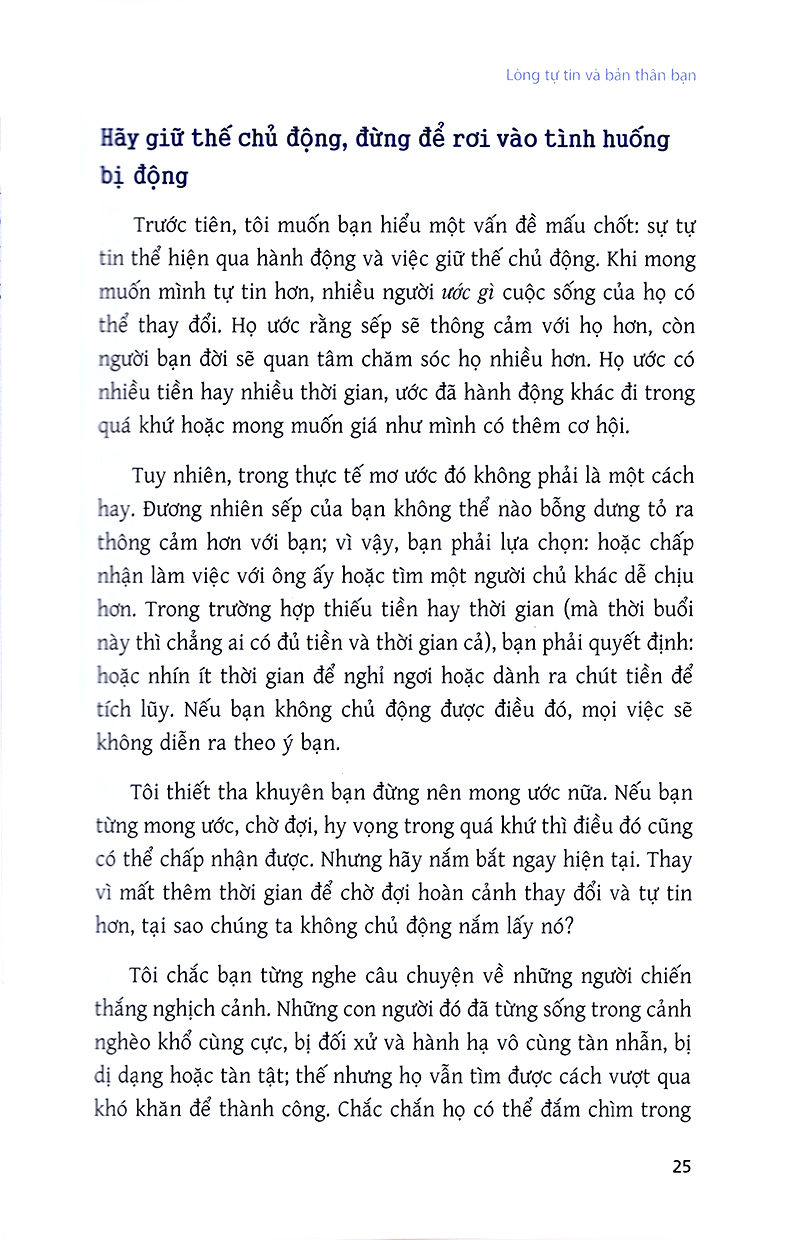 Lòng tự tin và bản thân bạn
Hãy giữ thế chủ động, đừng để rơi vào tình huống
bị động
Trước tiên, tôi muốn bạn hiểu một vấn đề mấu chốt: sự tự
tin thể hiện qua hành động và việc giữ thế chủ động. Khi mong
muốn mình tự tin hơn, nhiều người ước gì cuộc sống của họ có
thể thay đổi. Họ ước rằng sếp sẽ thông cảm với họ hơn, còn
người bạn đời sẽ quan tâm chăm sóc họ nhiều hơn. Họ ước có
nhiều tiền hay nhiều thời gian, ước đã hành động khác đi trong
quá khứ hoặc mong muốn giá như mình có thêm cơ hội.
Tuy nhiên, trong thực tế mơ ước đó không phải là một cách
hay. Đương nhiên sếp của bạn không thể nào bỗng dưng tỏ ra
thông cảm hơn với bạn; vì vậy, bạn phải lựa chọn: hoặc chấp
nhận làm việc với ông ấy hoặc tìm một người chủ khác dễ chịu
hơn. Trong trường hợp thiếu tiền hay thời gian (mà thời buổi
này thì chẳng ai có đủ tiền và thời gian cả), bạn phải quyết định:
hoặc nhín ít thời gian để nghỉ ngơi hoặc dành ra chút tiền để
tích lũy. Nếu bạn không chủ động được điều đó, mọi việc sẽ
không diễn ra theo ý bạn.
Tôi thiết tha khuyên bạn đừng nên mong ước nữa. Nếu bạn
từng mong ước, chờ đợi, hy vọng trong quá khứ thì điều đó cũng
có thể chấp nhận được. Nhưng hãy nắm bắt ngay hiện tại. Thay
vì mất thêm thời gian để chờ đợi hoàn cảnh thay đổi và tự tin
hơn, tại sao chúng ta không chủ động nắm lấy nó?
Tôi chắc bạn từng nghe câu chuyện về những người chiến
thắng nghịch cảnh. Những con người đó đã từng sống trong cảnh
nghèo khổ cùng cực, bị đối xử và hành hạ vô cùng tàn nhẫn, bị
dị dạng hoặc tàn tật; thế nhưng họ vẫn tìm được cách vượt qua
khó khăn để thành công. Chắc chắn họ có thể đắm chìm trong
25